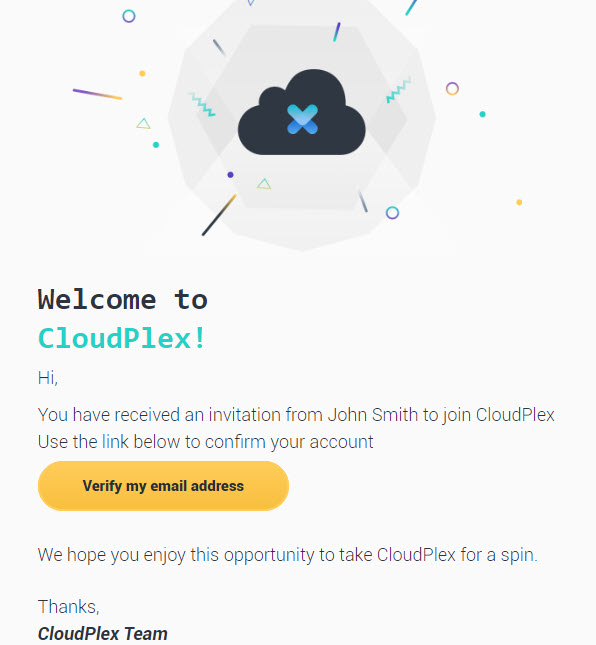 Welcome to
CloudPlex!
Hi,
You have received an invitation from John Smith to join CloudPlex
Use the link below to confirm your account
Verify my email address
We hope you enjoy this opportunity to take CloudPlex for a spin.
Thanks,
CloudPlex Team